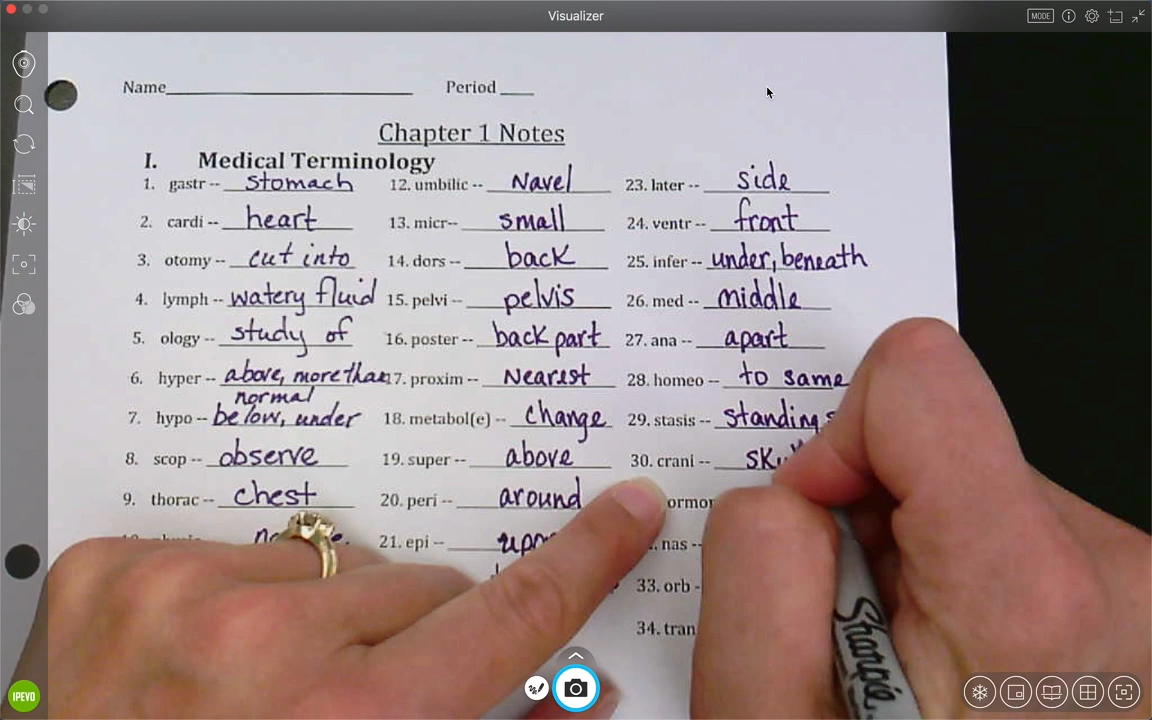 Visualizer
MODE
Name Period
Chapter 1 Notes
I. Medical Terminology
1. gastr -- stomach
2. cardi -- heart
3. otomy -- cut into
4. lymph -- watery fluid
5. ology -- study of
6. hyper -- above, more than
normal
7. hypo -- below, under
8. scop -- observe
9. thorac -- chest
12. umbilic -- Navel
13. micr-- small
14. dors -- back
15. pelvi -- pelvis
16. poster -- back part
17. proxim -- Nearest
18. metabol(e) -- change
19. super -- above
20. peri -- around
21. epi --
23. later -- side
24. ventr -- front
25. infer -- under, beneath
26. med -- middle
27. ana -- apart
28. homeo -- to same
29. stasis -- standing
30. crani --
nas --
33. orb -
34. tran
Sharpie
IPEVO